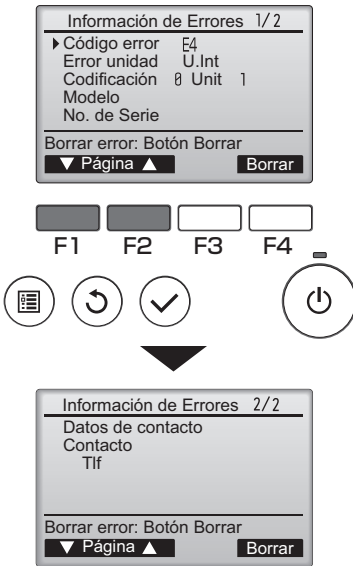 Información de Errores 1/2
Código error E4
Error unidad U.Int
Codificación 0 Unit 1
Modelo
No. de Serie
Borrar error: Botón Borrar
▼ Página ▲ Borrar
F1 F2 F3 F4
Información de Errores 2/2
Datos de contacto
Contacto
Tlf
Borrar error: Botón Borrar
▼ Página ▲ Borrar